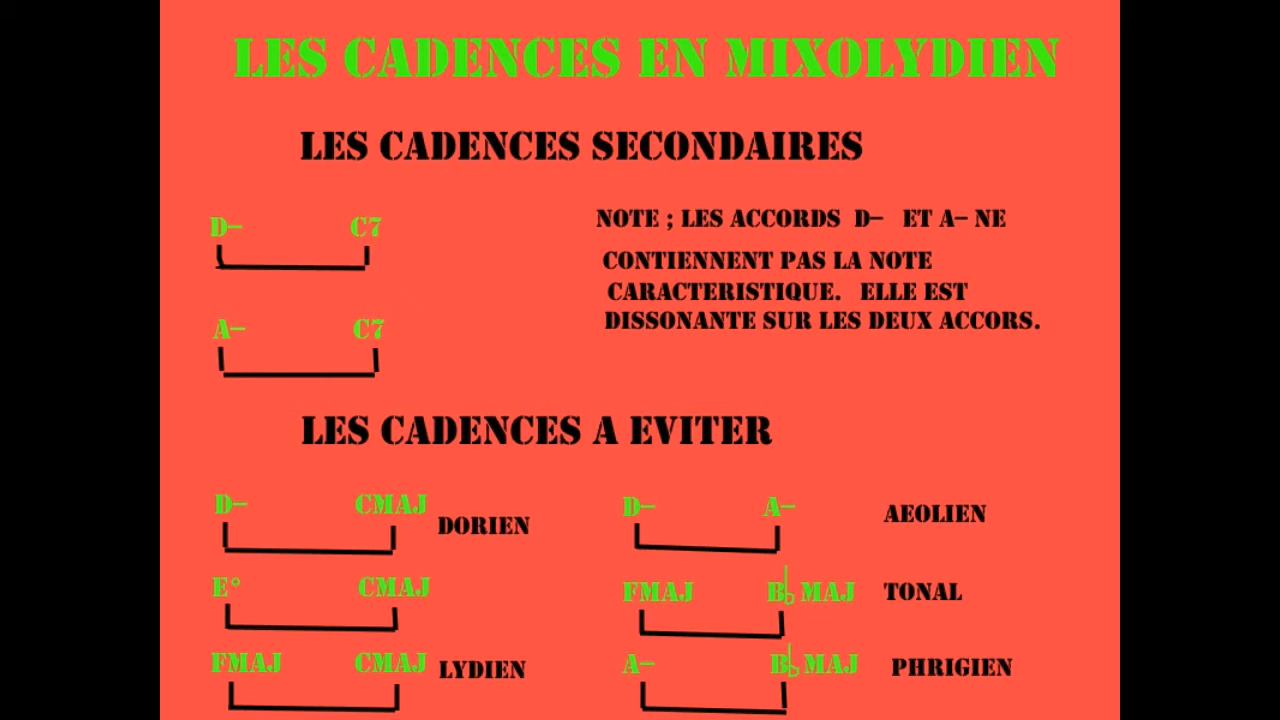 LES CADENCES EN MIXOLYDIEN
LES CADENCES SECONDAIRES
D- C7
A- C7
NOTE ; LES ACCORDS D- ET A- NE
CONTIENNENT PAS LA NOTE
CARACTERISTIQUE. ELLE EST
DISSONANTE SUR LES DEUX ACCORS.
LES CADENCES A EVITER
D- CMAJ DORIEN
E° CMAJ
FMAJ CMAJ LYDIEN
D- A- AEOLIEN
FMAJ B♭ MAJ TONAL
A- B♭ MAJ PHRIGIEN